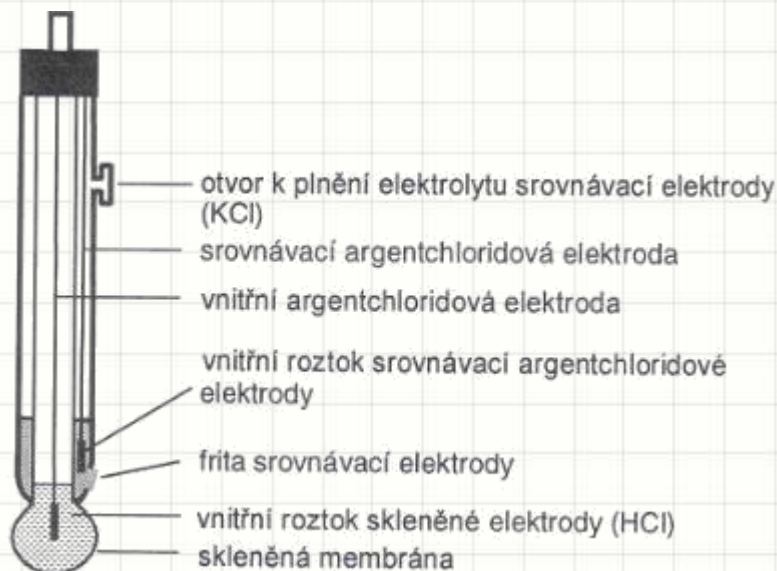 otvor k plnění elektrolytu srovnávací elektrody
(KCl)
srovnávací argentchloridová elektroda
vnitřní argentchloridová elektroda
vnitřní roztok srovnávací argentchloridové
elektrody
frita srovnávací elektrody
vnitřní roztok skleněné elektrody (HCl)
skleněná membrána